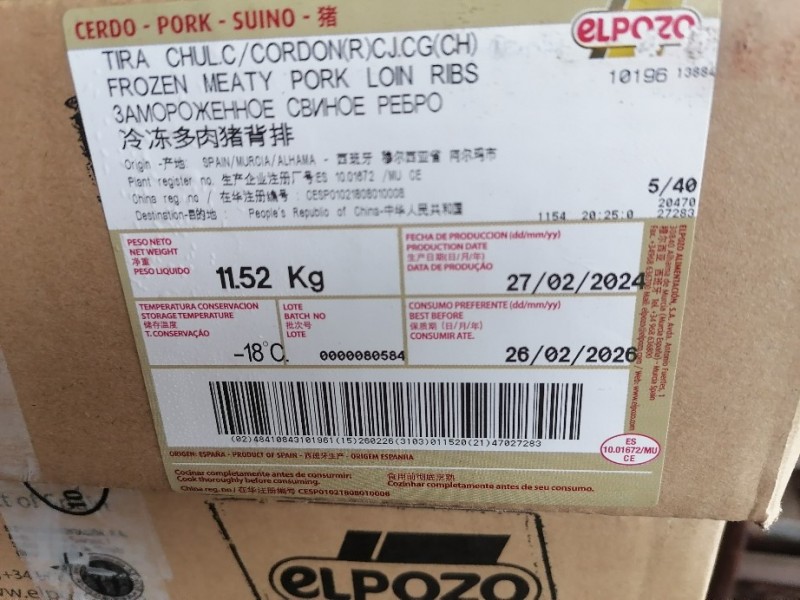 CERDO - PORK - SUINO - 猪
ELPOZO
TIRA CHUL.C/CORDON(R)CJ.CG(CH)
10196
FROZEN MEATY PORK LOIN RIBS
ЗАМОРОЖЕННОЕ СВИНОЕ РЕБРО
冷冻多肉猪背排
Origin -产地: SPAIN/MURCIA/ALHAMA - 西班牙 穆尔西亚省 阿尔玛市
Plant register no. 生产企业注册厂号ES 10.01672 /MU CE
China reg. no / 在华注册编号 : CESP01021808010008
5/40
20470
Destination-目的地 : People's Republic of China-中华人民共和国
1154 20:25:0 27283
PESO NETO
NET WEIGHT
净重
PESO LIQUIDO
11.52 Kg
FECHA DE PRODUCCION (dd/mm/yy)
PRODUCTION DATE
生产日期(日/月/年)
DATA DE PRODUÇÃO
27/02/2024
TEMPERATURA CONSERVACION
STORAGE TEMPERATURE
储存温度
T. CONSERVAÇÃO
-18°C.
LOTE
BATCH NO
批次号
LOTE
0000080584
CONSUMO PREFERENTE (dd/mm/yy)
BEST BEFORE
保质期 (日/月/年)
CONSUMIR ATE.
26/02/2026
(02)48410843101961(15)260226(3103)011520(21)47027283
ORIGEN: ESPAÑA - PRODUCT OF SPAIN - 西班牙生产 - ORIGEM ESPANHA
ES
10.01672/MU
CE
Cocinar completamente antes de consumir.
Cook thoroughly before consuming.
食用前彻底烹熟
Cozinhar completamente antes de seu consumo.
China reg. no / 在华注册编号 CESP01021808010008
ELPOZO ALIMENTACIÓN, S.A. Avda. Antonio Fuertes, 1
ELPOZO